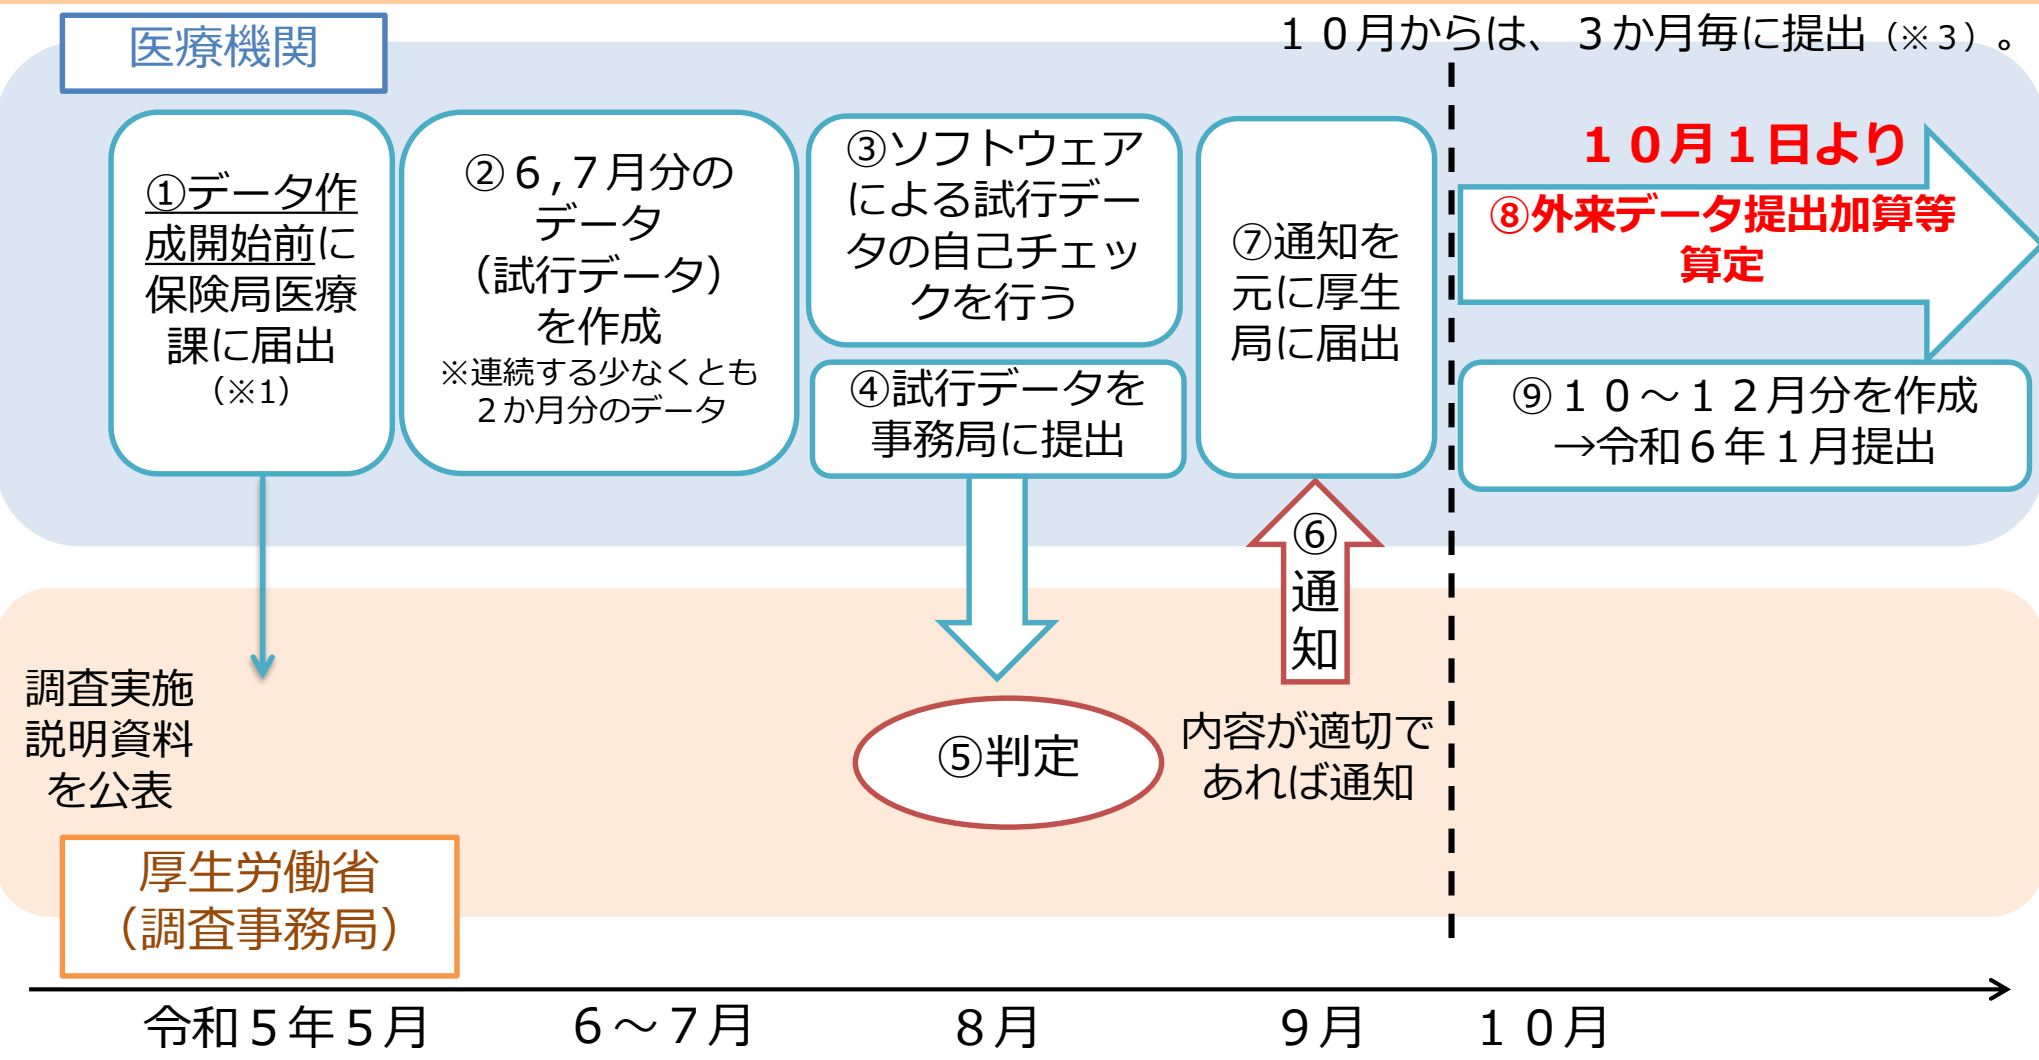 医療機関
１０月からは、３か月毎に提出（※３）。
①データ作
成開始前に
保険局医療
課に届出
（※1）
②６,７月分の
データ
（試行データ）
を作成
※連続する少なくとも
２か月分のデータ
③ソフトウェア
による試行デー
タの自己チェッ
クを行う
④試行データを
事務局に提出
⑦通知を
元に厚生
局に届出
１０月１日より
⑧外来データ提出加算等
算定
⑨１０～１２月分を作成
→令和６年１月提出
⑥
通
知
調査実施
説明資料
を公表
⑤判定
内容が適切で
あれば通知
厚生労働省
（調査事務局）
令和５年５月
６～７月
８月
９月
１０月